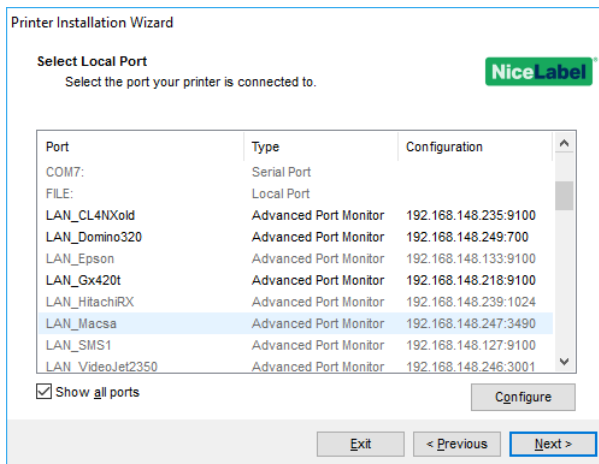 Printer Installation Wizard
Select Local Port
Select the port your printer is connected to.
NiceLabel
Port Type Configuration
COM7: Serial Port
FILE: Local Port
LAN_CL4NXold Advanced Port Monitor 192.168.148.235:9100
LAN_Domino320 Advanced Port Monitor 192.168.148.249:700
LAN_Epson Advanced Port Monitor 192.168.148.133:9100
LAN_Gx420t Advanced Port Monitor 192.168.148.218:9100
LAN_HitachiRX Advanced Port Monitor 192.168.148.239:1024
LAN_Macsa Advanced Port Monitor 192.168.148.247:3490
LAN_SMS1 Advanced Port Monitor 192.168.148.127:9100
LAN_VideoJet2350 Advanced Port Monitor 192.168.148.246:3001
Show all ports
Configure
Exit < Previous Next >